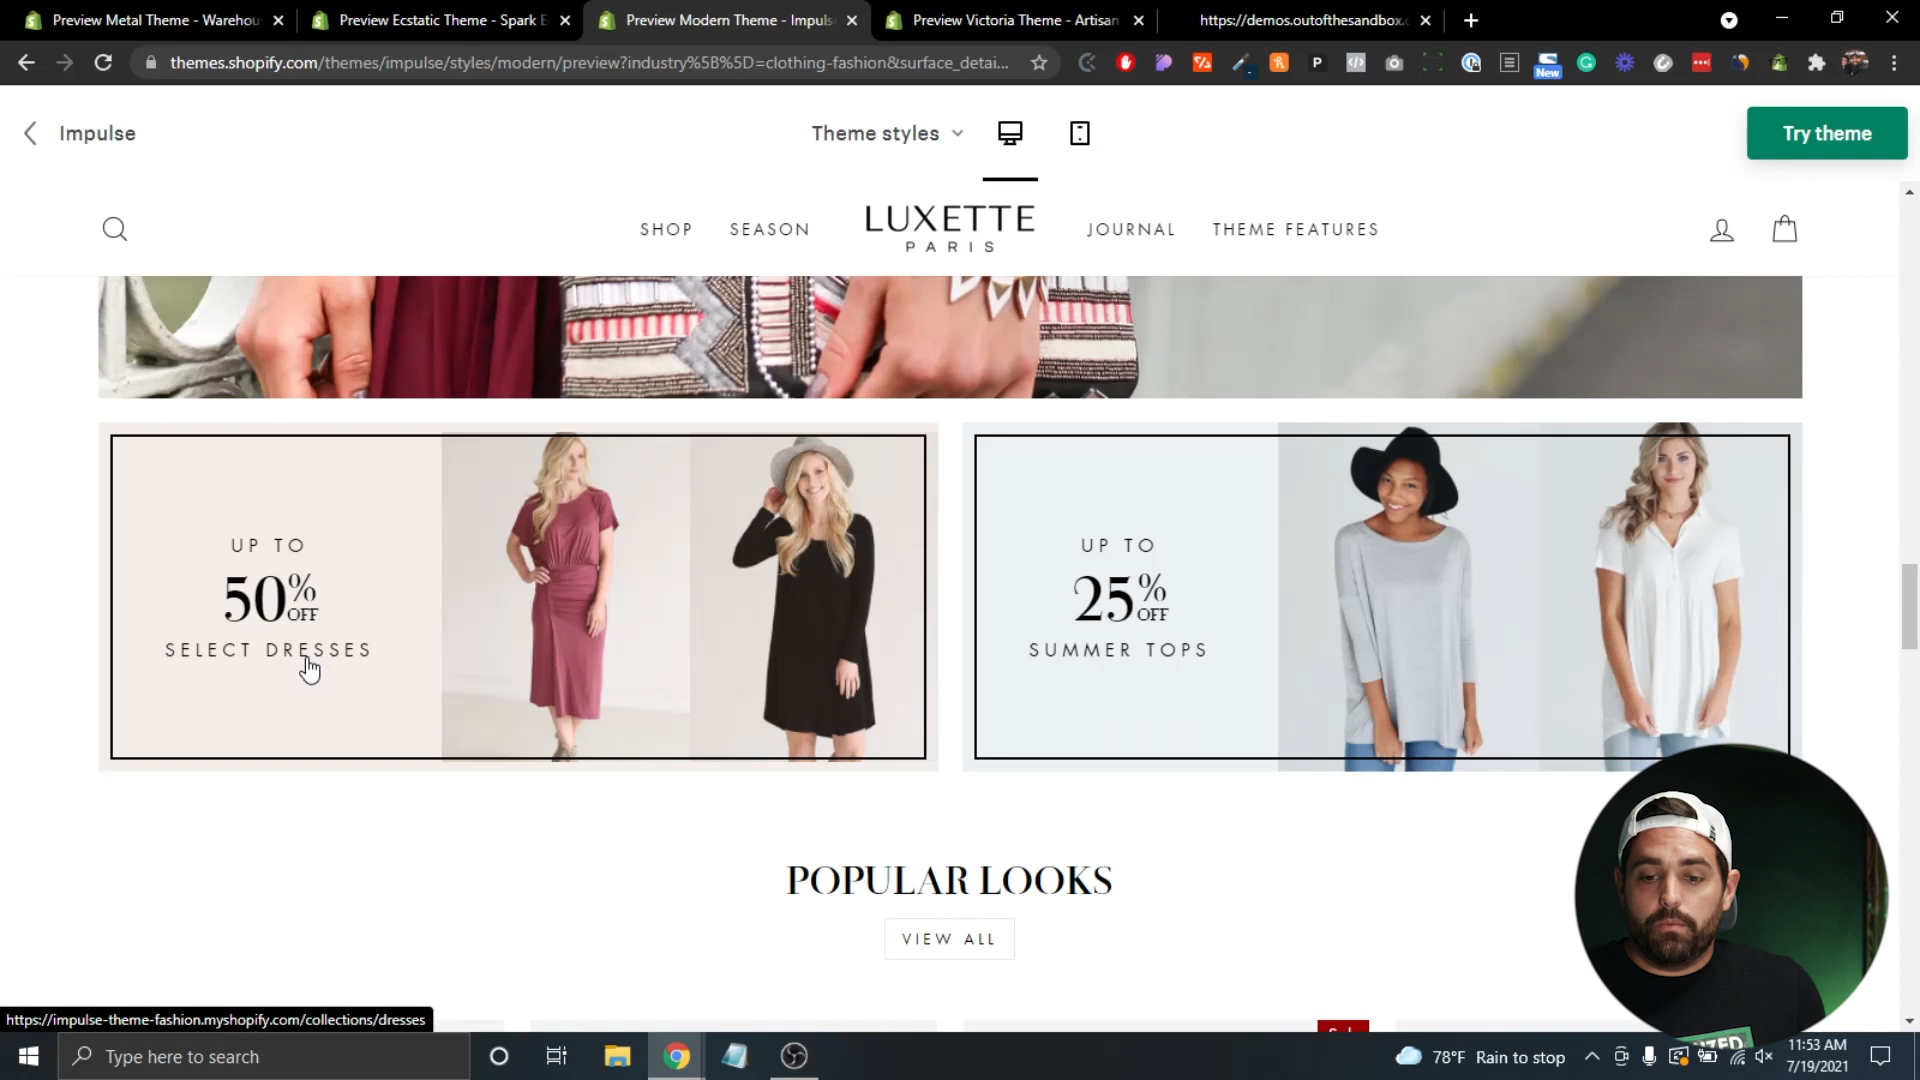 Preview Metal Theme - Warehou
Preview Ecstatic Theme - Spark E
Preview Modern Theme - Impuls
Preview Victoria Theme - Artisan
https://demos.outofthesandbox.c
themes.shopify.com/themes/impulse/styles/modern/preview?industry%5B%5D=clothing-fashion&surface_detai...
P
New
Impulse
Theme styles
Try theme
SHOP
SEASON
LUXETTE
PARIS
JOURNAL
THEME FEATURES
UP TO
50% OFF
SELECT DRESSES
UP TO
25% OFF
SUMMER TOPS
POPULAR LOOKS
VIEW ALL
https://impulse-theme-fashion.myshopify.com/collections/dresses
Type here to search
78°F Rain to stop
11:53 AM
7/19/2021